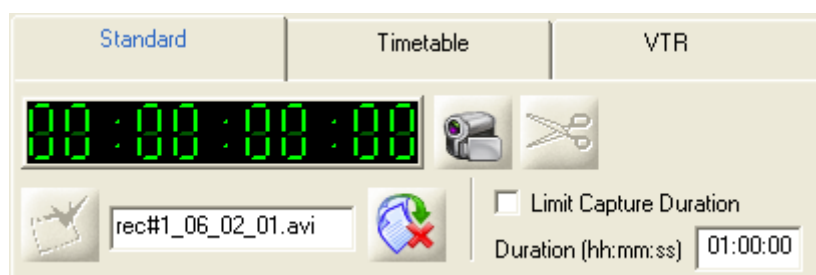 Standard Timetable VTR
00:00:00:00
rec#1_06_02_01.avi
Limit Capture Duration
Duration (hh:mm:ss) 01:00:00